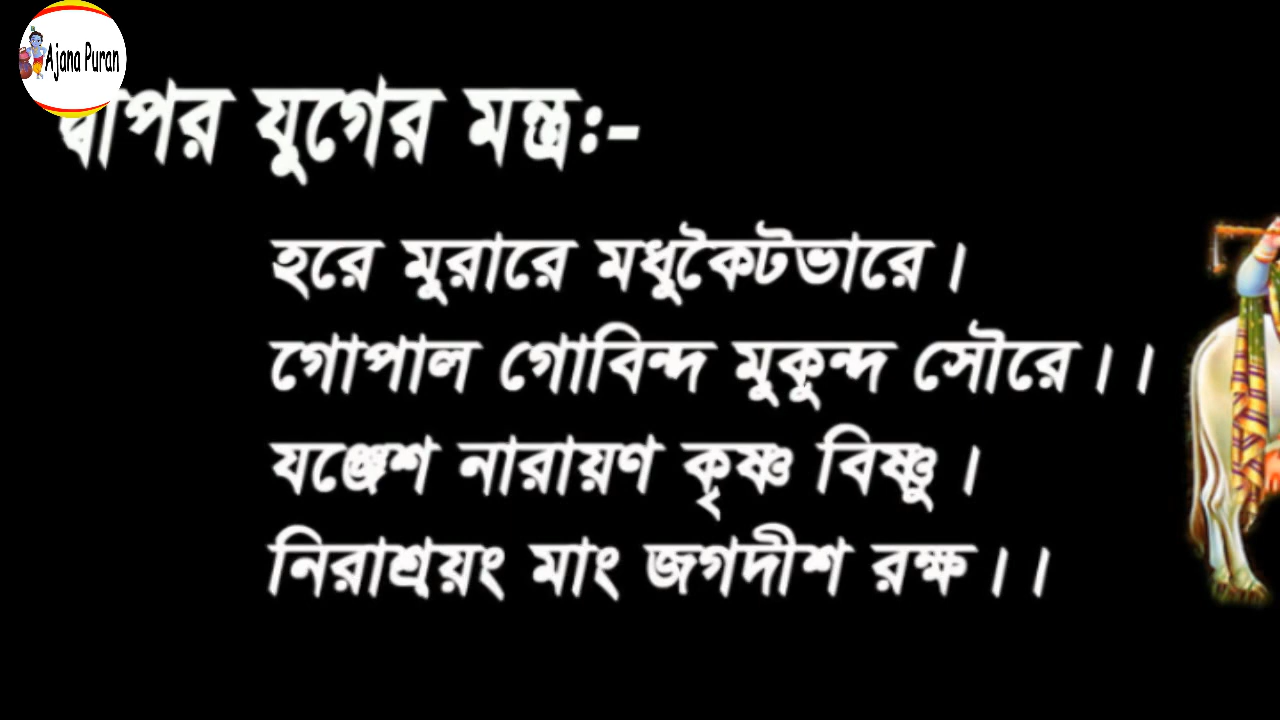 Ajana Puran
দ্বাপর যুগের মন্ত্রঃ-
হরে মুরারে মধুকৈটভারে।
গোপাল গোবিন্দ মুকুন্দ সৌরে।।
যজ্ঞেশ নারায়ণ কৃষ্ণ বিষ্ণু।
নিরাশ্রয়ং মাং জগদীশ রক্ষ।।